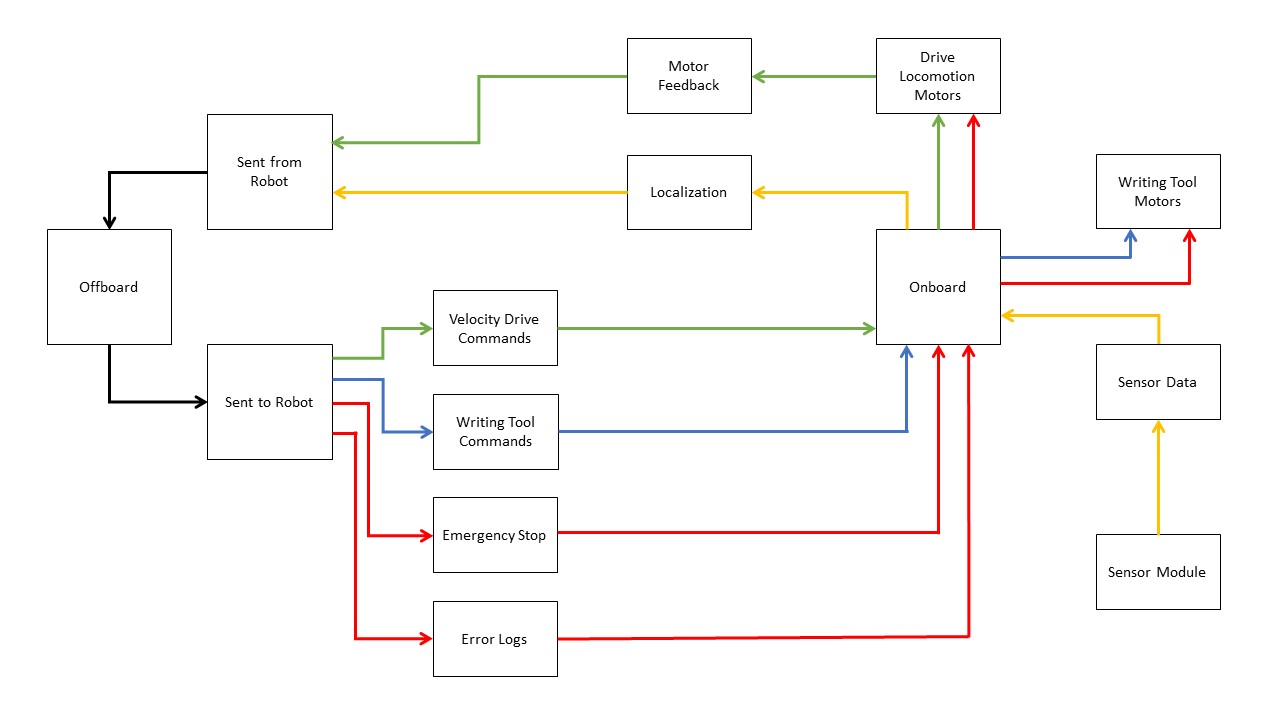 Motor
Feedback
Drive
Locomotion
Motors
Sent from
Robot
Localization
Writing Tool
Motors
Offboard
Onboard
Velocity Drive
Commands
Sent to Robot
Sensor Data
Writing Tool
Commands
Emergency Stop
Sensor Module
Error Logs